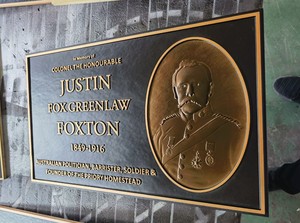 In Memory of
COLONEL THE HONOURABLE
JUSTIN
FOX GREENLAW
FOXTON
1849-1916
AUSTRALIAN POLITICIAN, BARRISTER, SOLDIER &
FOUNDER OF THE PRIORY HOMESTEAD